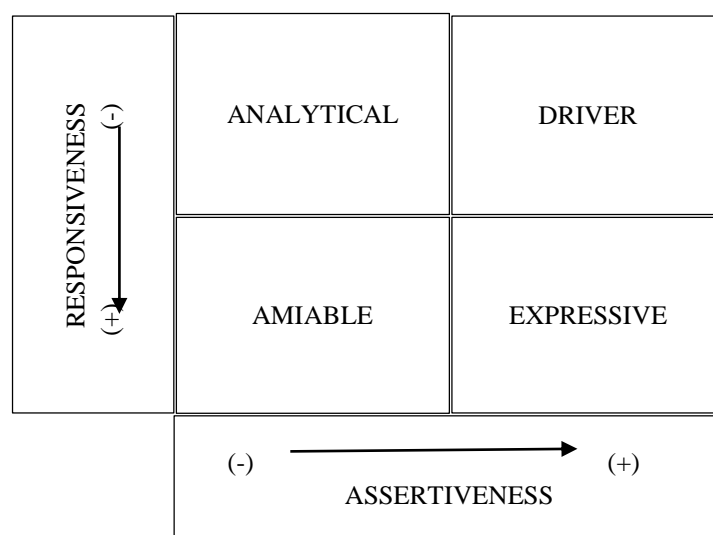 RESPONSIVENESS
(-)
(+)
ANALYTICAL
DRIVER
AMIABLE
EXPRESSIVE
(-)
(+)
ASSERTIVENESS